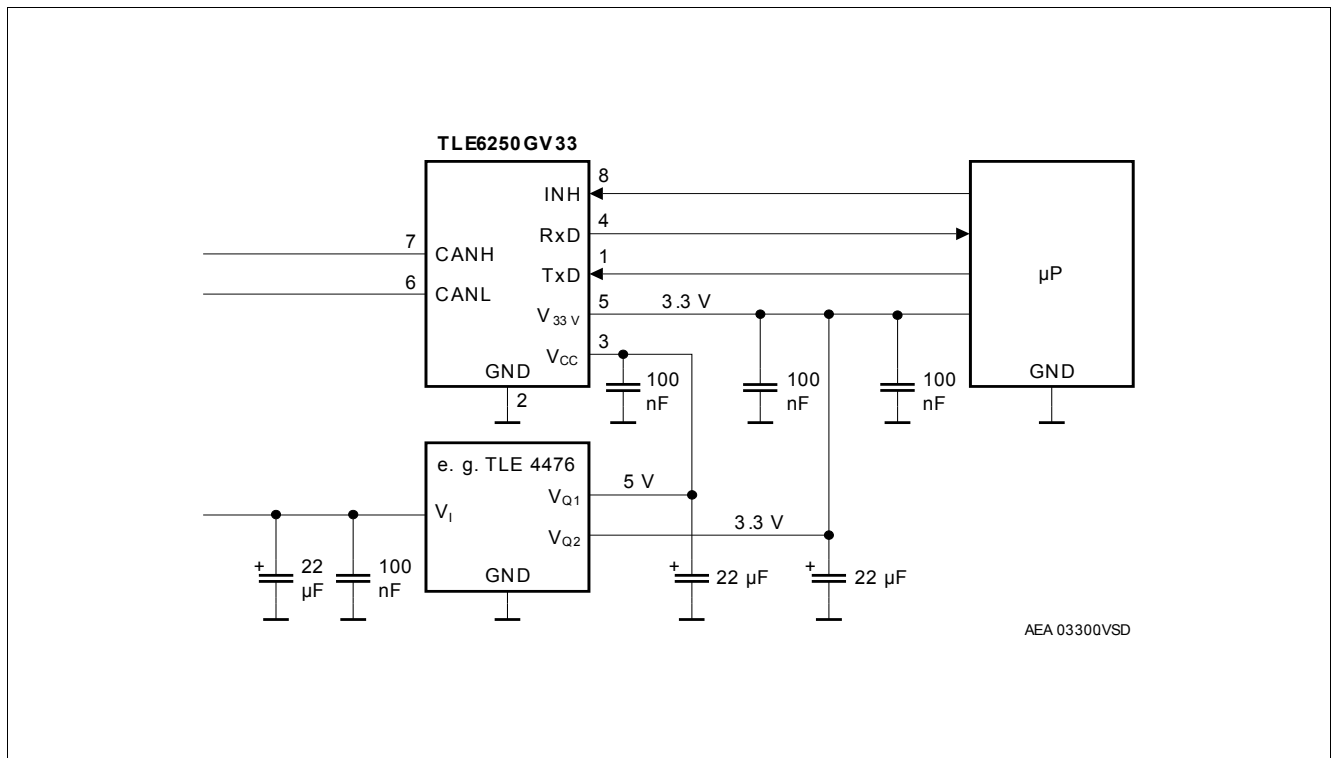 TLE6250GV33
INH
8
RxD
4
7
CANH
TxD
1
µP
6
CANL
V33 V
5
3.3 V
VCC
3
GND
2
100
nF
100
nF
100
nF
GND
e. g. TLE 4476
VI
VQ1
5 V
VQ2
3.3 V
GND
+
22
µF
100
nF
+
22 µF
+
22 µF
AEA 03300.VSD